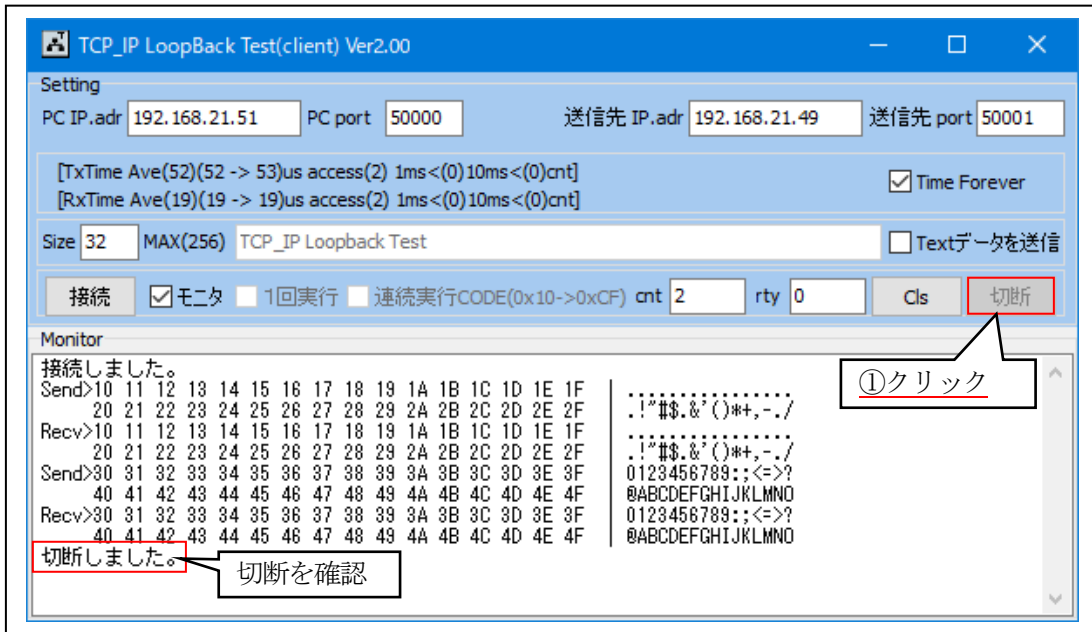 TCP_IP LoopBack Test(client) Ver2.00
Setting
PC IP.adr 192.168.21.51 PC port 50000 送信先 IP.adr 192.168.21.49 送信先 port 50001
[TxTime Ave(52)(52 -> 53)us access(2) 1ms<(0)10ms<(0)cnt]
[RxTime Ave(19)(19 -> 19)us access(2) 1ms<(0)10ms<(0)cnt]
Time Forever
Size 32 MAX(256) TCP_IP Loopback Test Textデータを送信
接続 モニタ 1回実行 連続実行CODE(0x10->0xCF) cnt 2 rty 0 Cls 切断
Monitor
①クリック
接続しました。
Send>10 11 12 13 14 15 16 17 18 19 1A 1B 1C 1D 1E 1F | ................
20 21 22 23 24 25 26 27 28 29 2A 2B 2C 2D 2E 2F | .!"#$.&'()*+,-./
Recv>10 11 12 13 14 15 16 17 18 19 1A 1B 1C 1D 1E 1F | ................
20 21 22 23 24 25 26 27 28 29 2A 2B 2C 2D 2E 2F | .!"#$.&'()*+,-./
Send>30 31 32 33 34 35 36 37 38 39 3A 3B 3C 3D 3E 3F | 0123456789:;<=>?
40 41 42 43 44 45 46 47 48 49 4A 4B 4C 4D 4E 4F | @ABCDEFGHIJKLMNO
Recv>30 31 32 33 34 35 36 37 38 39 3A 3B 3C 3D 3E 3F | 0123456789:;<=>?
40 41 42 43 44 45 46 47 48 49 4A 4B 4C 4D 4E 4F | @ABCDEFGHIJKLMNO
切断しました。
切断を確認